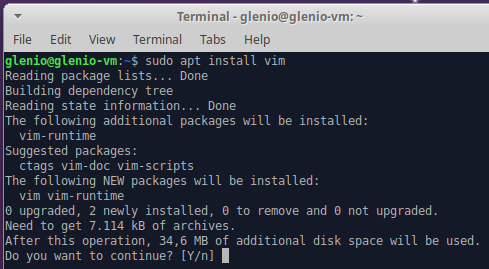 Terminal - glenio@glenio-vm: ~
File Edit View Terminal Tabs Help
glenio@glenio-vm:~$ sudo apt install vim
Reading package lists... Done
Building dependency tree
Reading state information... Done
The following additional packages will be installed:
  vim-runtime
Suggested packages:
  ctags vim-doc vim-scripts
The following NEW packages will be installed:
  vim vim-runtime
0 upgraded, 2 newly installed, 0 to remove and 0 not upgraded.
Need to get 7.114 kB of archives.
After this operation, 34,6 MB of additional disk space will be used.
Do you want to continue? [Y/n]